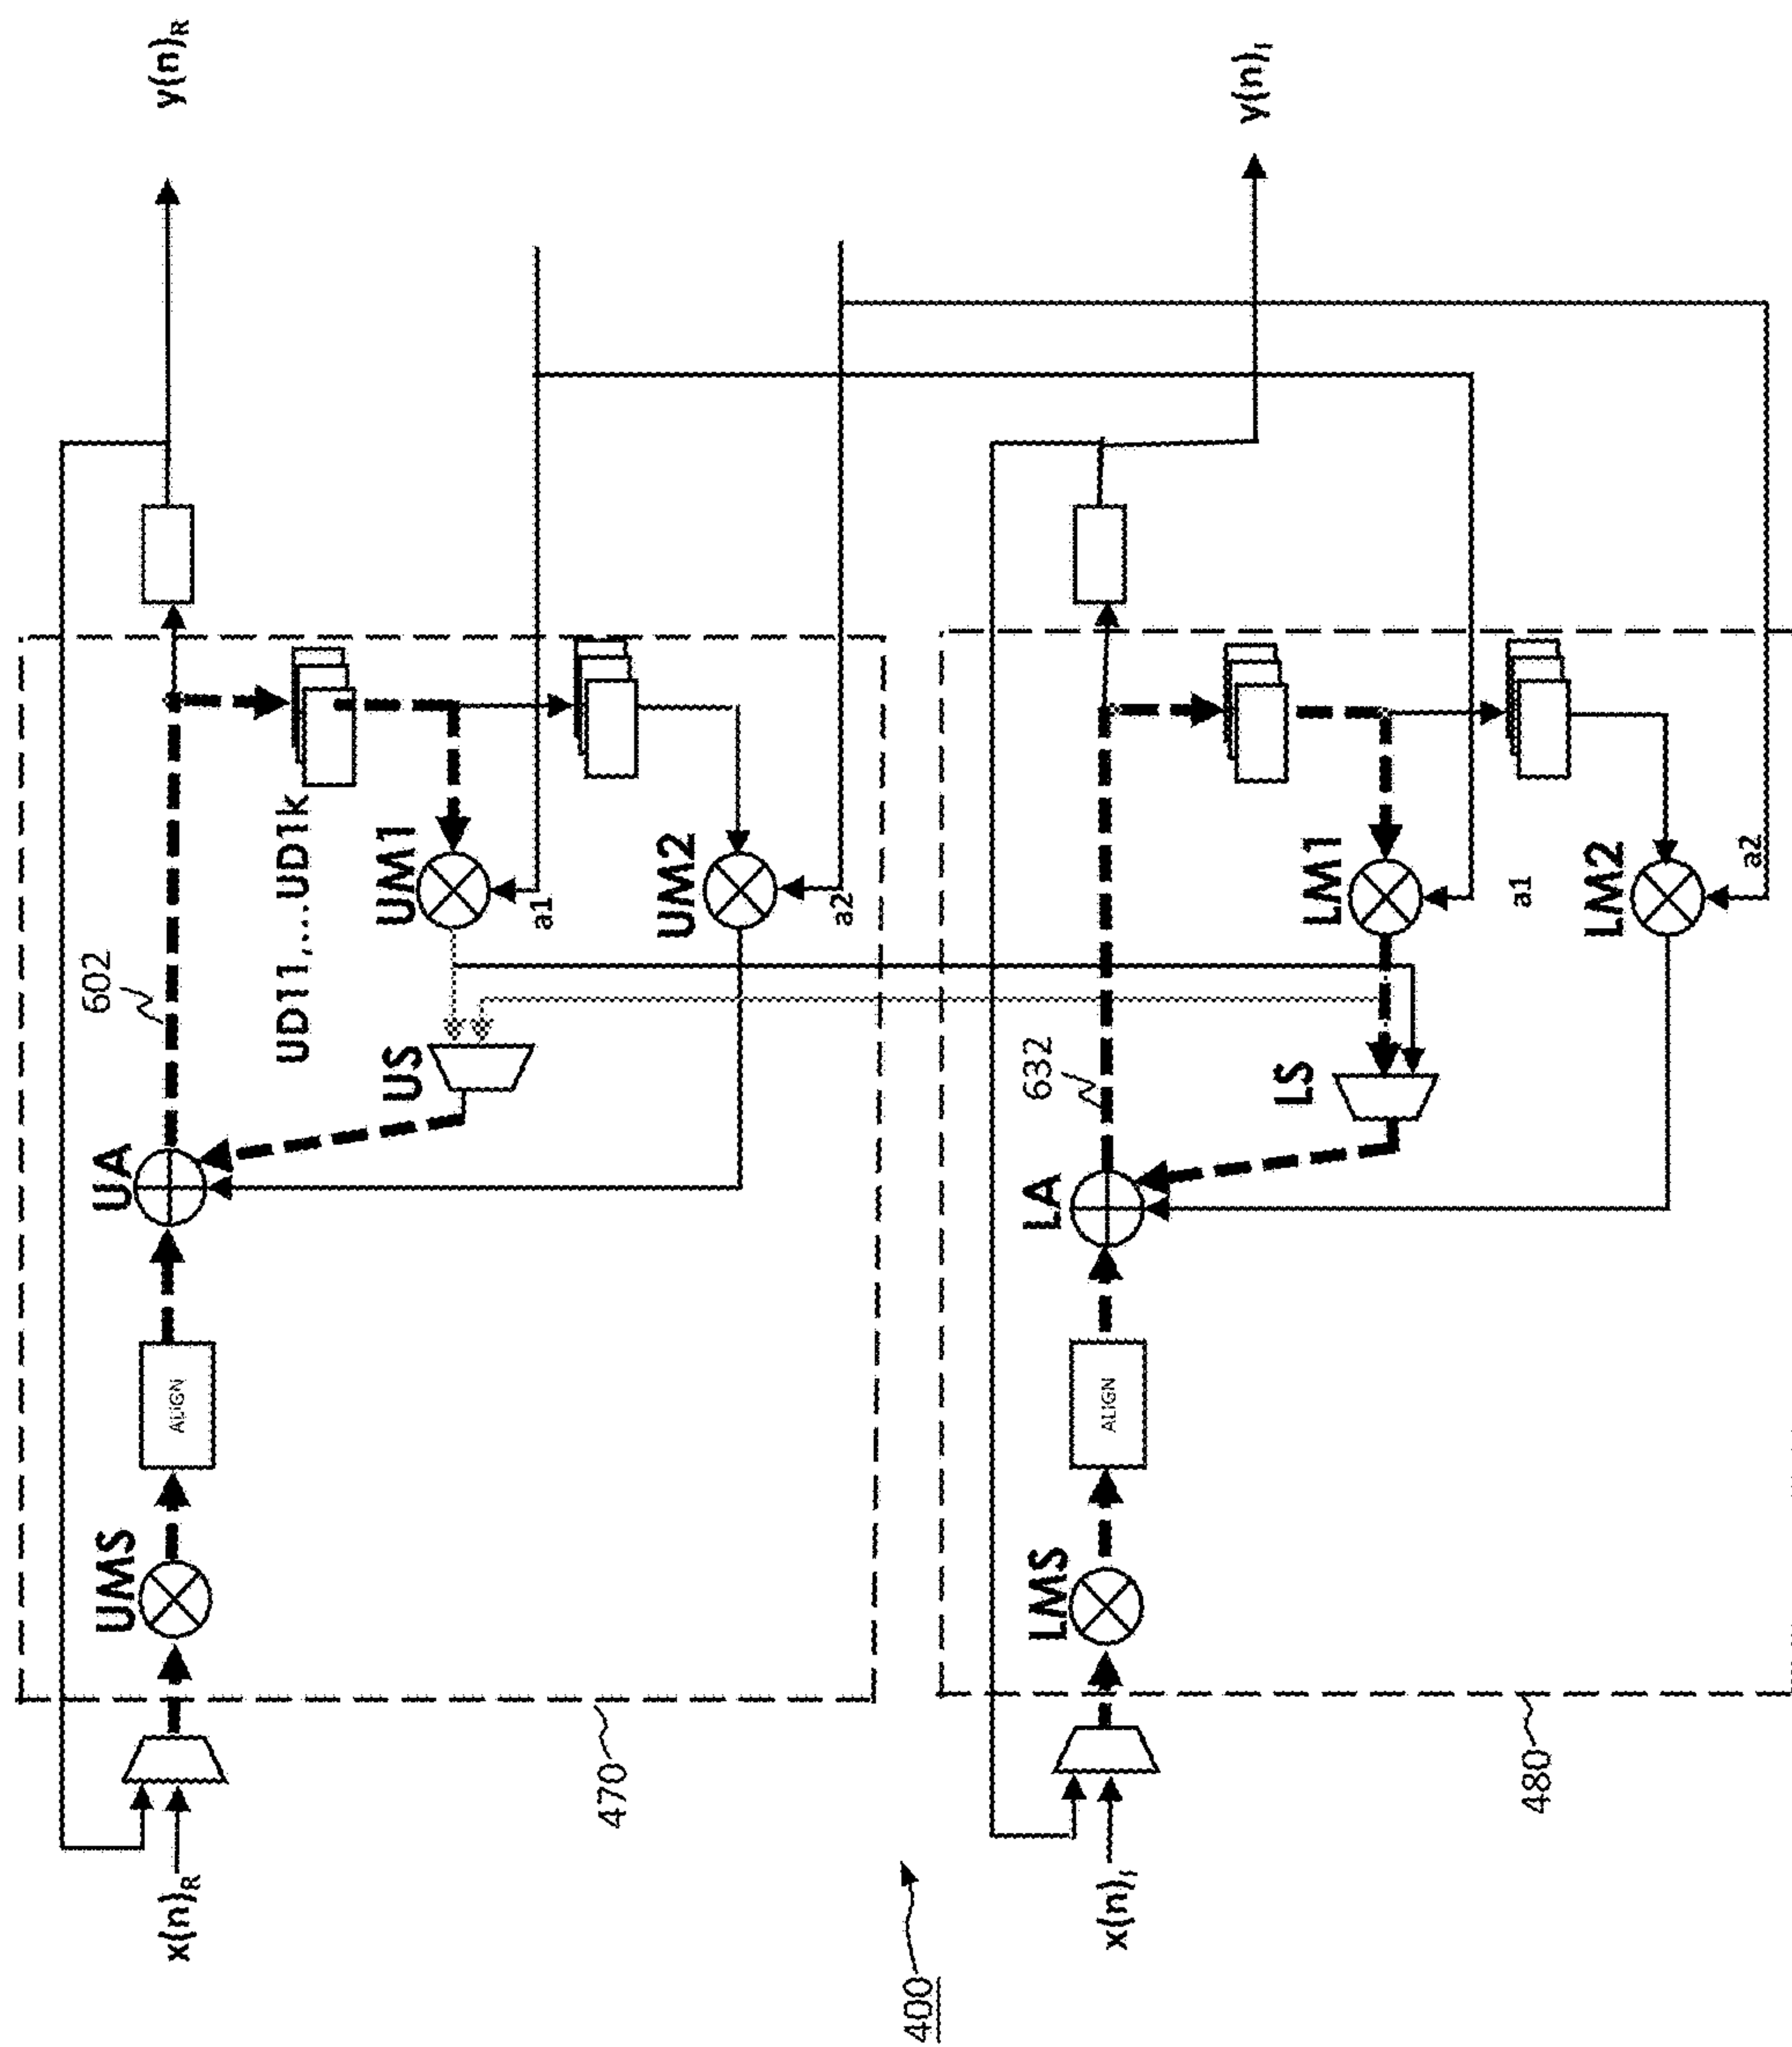 x(n)R
UMS
ALIGN
UA
602
UD11,...UD1k
US
UM1
a1
UM2
a2
y(n)R
470
400
x(n)I
LMS
ALIGN
LA
632
LS
LM1
a1
LM2
a2
y(n)I
480